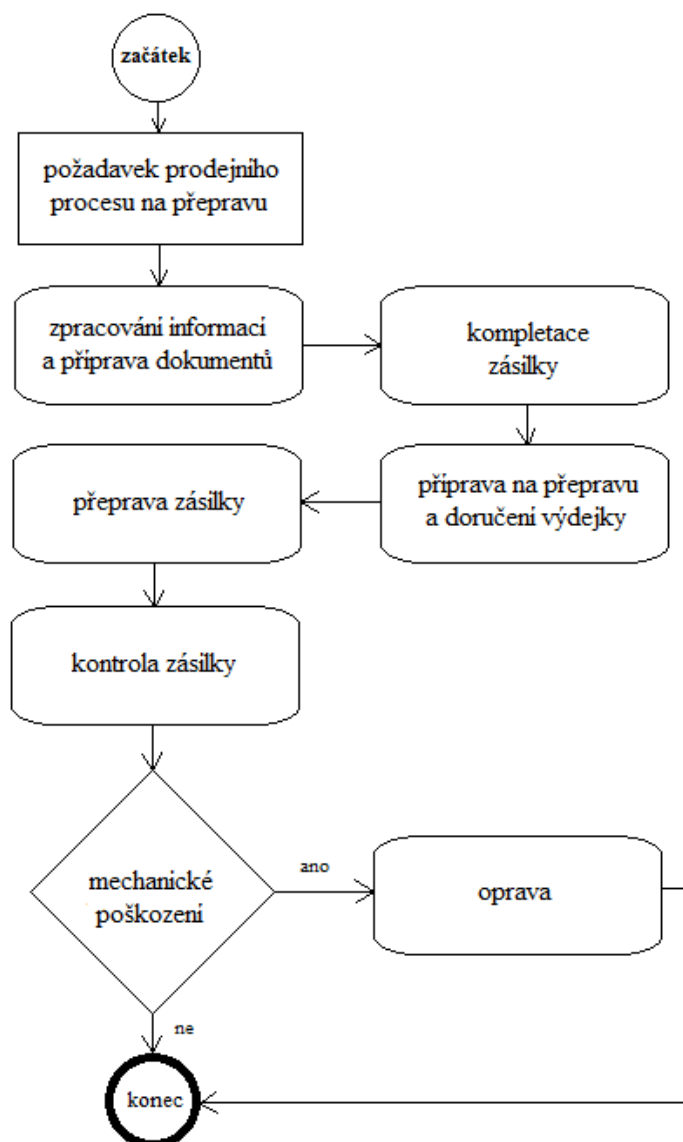 začátek
požadavek prodejního
procesu na přepravu
zpracování informací
a příprava dokumentů
kompletace
zásilky
příprava na přepravu
a doručení výdejky
přeprava zásilky
kontrola zásilky
mechanické
poškození
ano
oprava
ne
konec